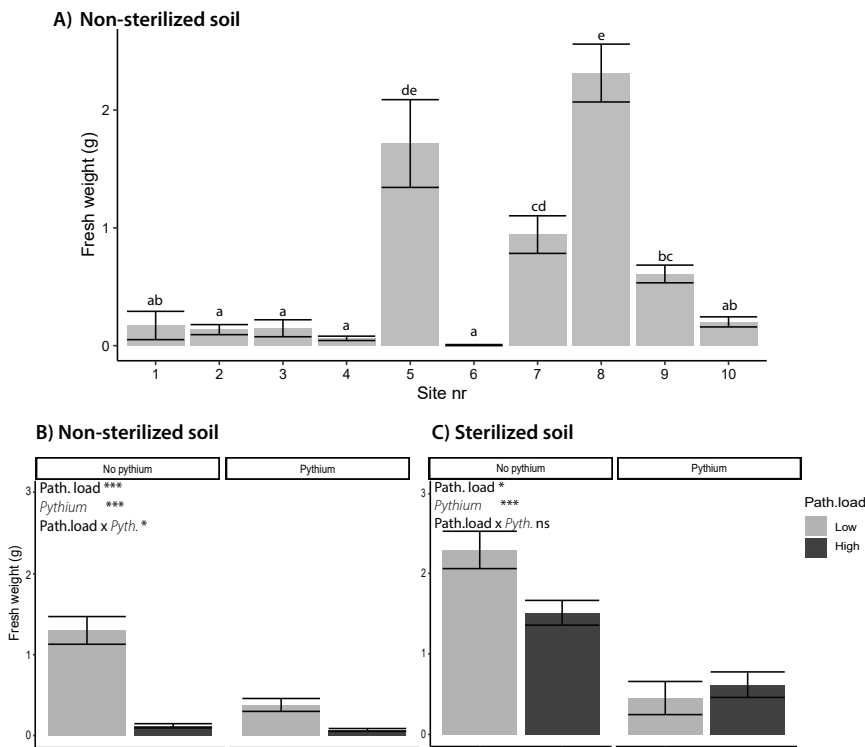 A) Non-sterilized soil
Fresh weight (g)
2
1
0
ab
a
a
a
de
a
cd
e
bc
ab
1 2 3 4 5 6 7 8 9 10
Site nr
B) Non-sterilized soil
No pythium Pythium
Path. load ***
Pythium ***
Path.load x Pyth. *
Fresh weight (g)
3
2
1
0
C) Sterilized soil
No pythium Pythium
Path. load *
Pythium ***
Path.load x Pyth. ns
3
2
1
0
Path.load
Low
High